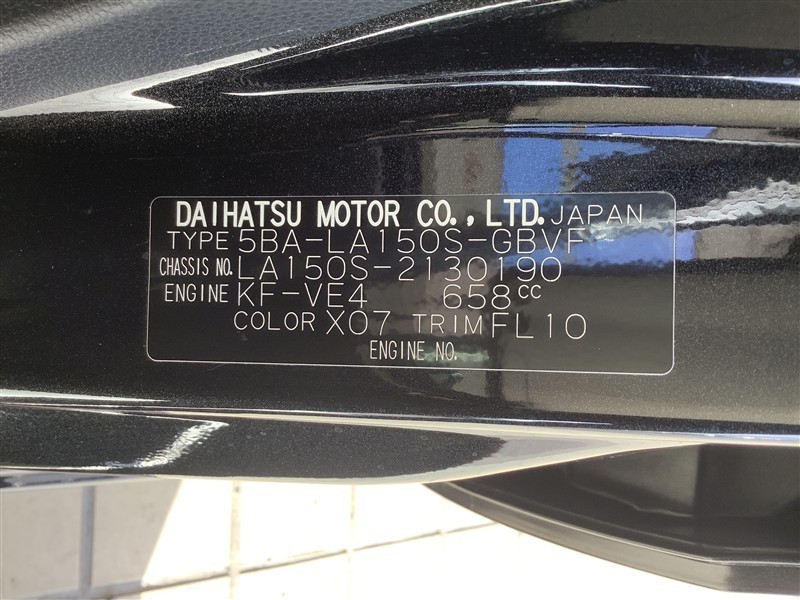 DAIHATSU MOTOR CO., LTD. JAPAN
TYPE 5BA-LA150S-GBVF
CHASSIS NO. LA150S-2130190
ENGINE KF-VE4 658CC
COLOR X07 TRIM FL10
ENGINE NO.